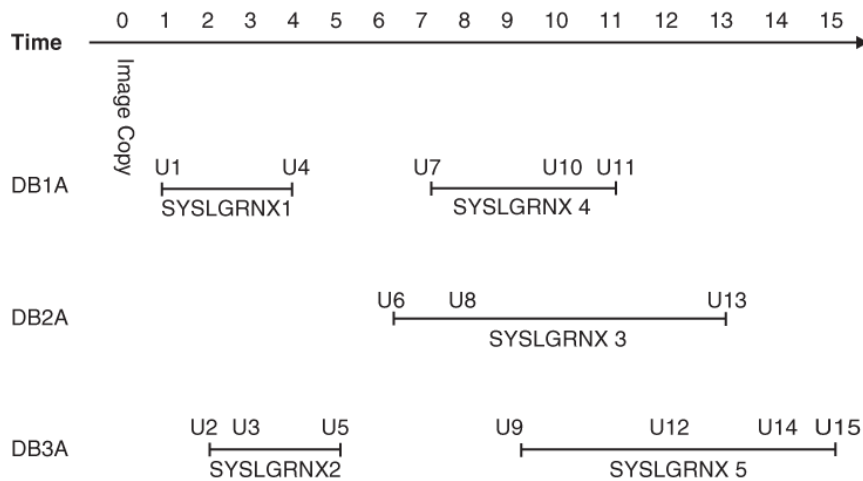 0 1 2 3 4 5 6 7 8 9 10 11 12 13 14 15
Time
Image Copy
U1 U4 U7 U10 U11
DB1A
SYSLGRNX1 SYSLGRNX 4
U6 U8 U13
DB2A
SYSLGRNX 3
U2 U3 U5 U9 U12 U14 U15
DB3A
SYSLGRNX2 SYSLGRNX 5